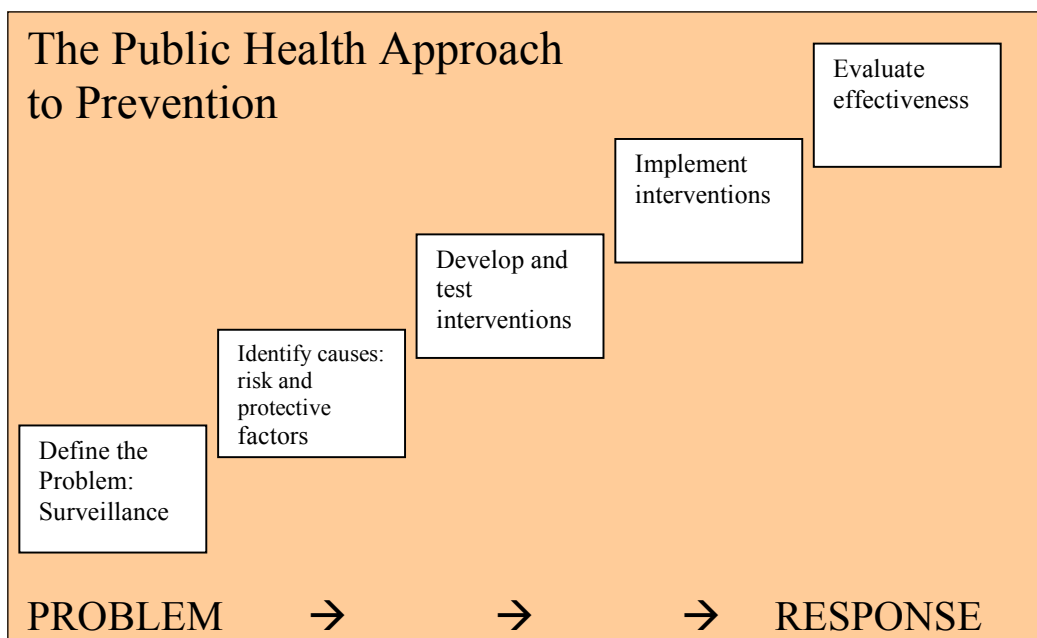 The Public Health Approach
to Prevention
Evaluate
effectiveness
Implement
interventions
Develop and
test
interventions
Identify causes:
risk and
protective
factors
Define the
Problem:
Surveillance
PROBLEM → → → RESPONSE